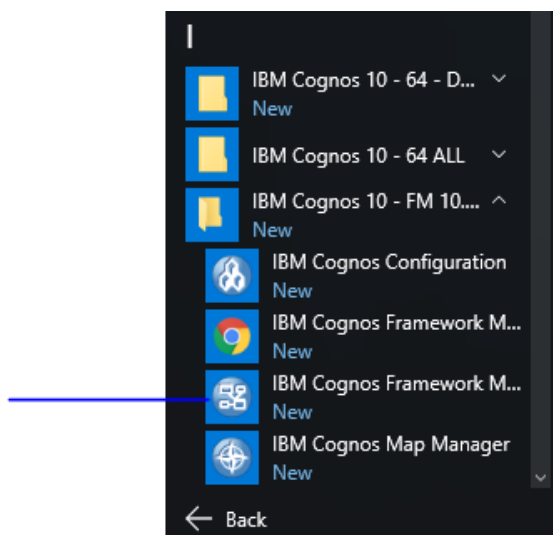 I
IBM Cognos 10 - 64 - D...
New
IBM Cognos 10 - 64 ALL
IBM Cognos 10 - FM 10....
New
IBM Cognos Configuration
New
IBM Cognos Framework M...
New
IBM Cognos Framework M...
New
IBM Cognos Map Manager
New
Back